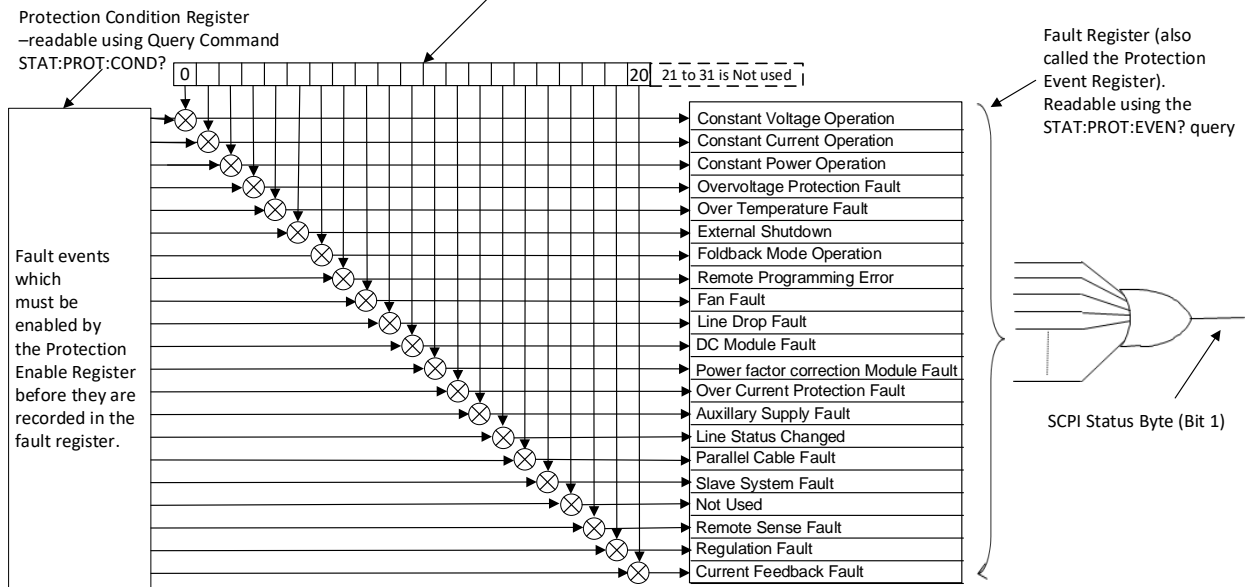 Protection Condition Register
–readable using Query Command
STAT:PROT:COND?
0
20
21 to 31 is Not used
Fault Register (also
called the Protection
Event Register).
Readable using the
STAT:PROT:EVEN? query
Fault events
which
must be
enabled by
the Protection
Enable Register
before they are
recorded in the
fault register.
Constant Voltage Operation
Constant Current Operation
Constant Power Operation
Overvoltage Protection Fault
Over Temperature Fault
External Shutdown
Foldback Mode Operation
Remote Programming Error
Fan Fault
Line Drop Fault
DC Module Fault
Power factor correction Module Fault
Over Current Protection Fault
Auxillary Supply Fault
Line Status Changed
Parallel Cable Fault
Slave System Fault
Not Used
Remote Sense Fault
Regulation Fault
Current Feedback Fault
SCPI Status Byte (Bit 1)